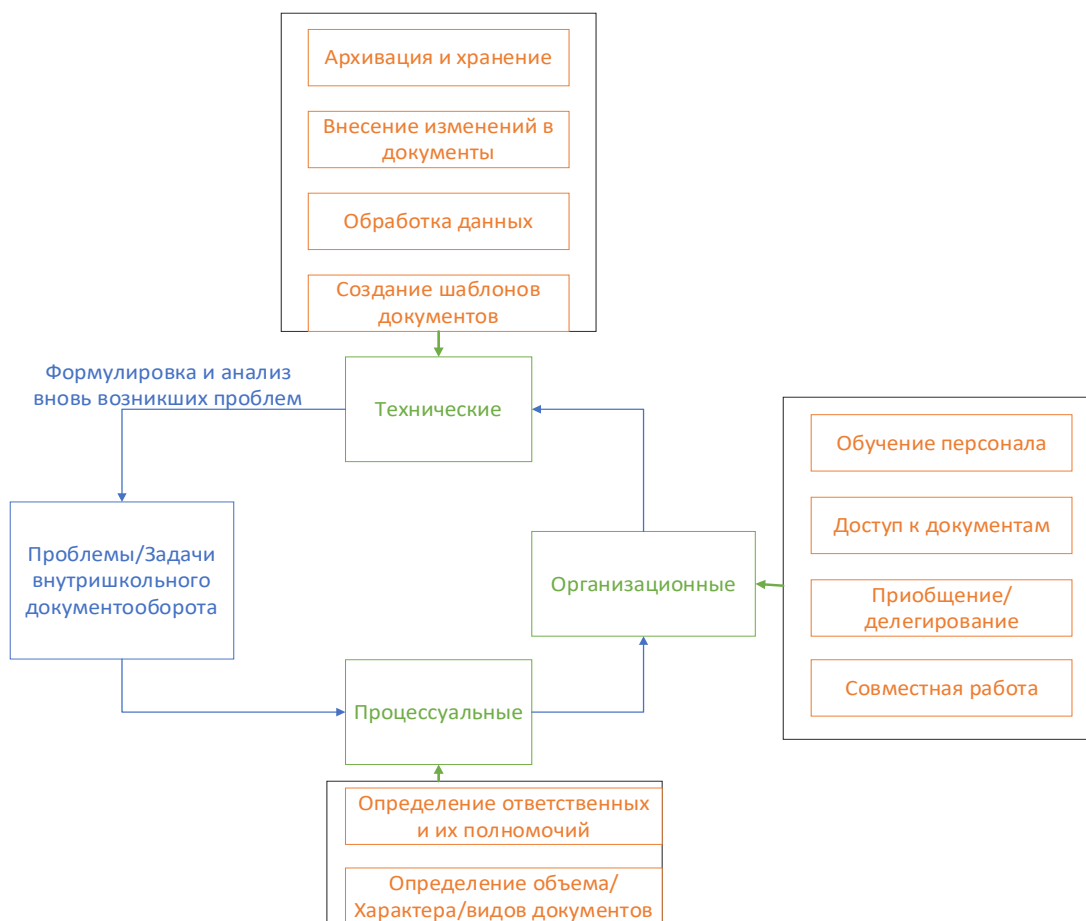 Архивация и хранение
Внесение изменений в
документы
Обработка данных
Создание шаблонов
документов
Формулировка и анализ
вновь возникших проблем
Технические
Обучение персонала
Доступ к документам
Проблемы/Задачи
внутришкольного
документооборота
Организационные
Приобщение/
делегирование
Совместная работа
Процессуальные
Определение ответственных
и их полномочий
Определение объема/
Характера/видов документов